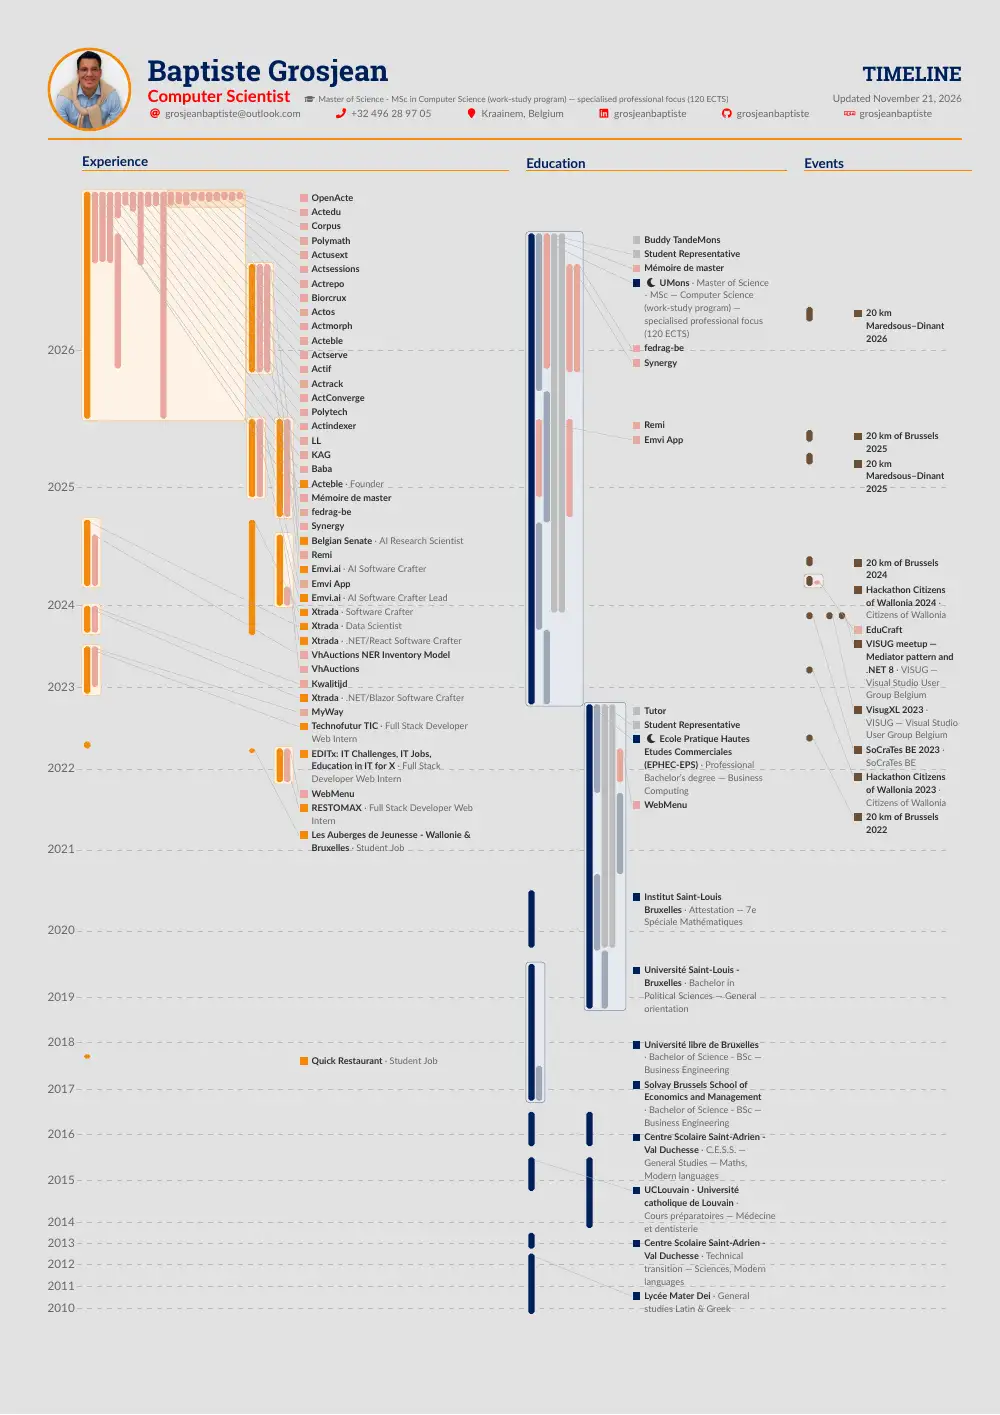 Baptiste Grosjean
TIMELINE
Computer Scientist
Master of Science - MSc in Computer Science (work-study program) — specialised professional focus (120 ECTS)
Updated November 21, 2026
grosjeanbaptiste@outlook.com
+32 496 28 97 05
Kraainem, Belgium
grosjeanbaptiste
grosjeanbaptiste
grosjeanbaptiste
Experience
2026
2025
2024
2023
2022
2021
2020
2019
2018
2017
2016
2015
2014
2013
2012
2011
2010
OpenActe
Actedu
Corpus
Polymath
Actusext
Actsessions
Actrepo
Biorcrux
Actos
Actmorph
Acteble
Actserve
Actif
Actrack
ActConverge
Polytech
Actindexer
LL
KAG
Baba
Acteble · Founder
Mémoire de master
fedrag-be
Synergy
Belgian Senate · AI Research Scientist
Remi
Emvi.ai · AI Software Crafter
Emvi App
Emvi.ai · AI Software Crafter Lead
Xtrada · Software Crafter
Xtrada · Data Scientist
Xtrada · .NET/React Software Crafter
VhAuctions NER Inventory Model
VhAuctions
Kwalitijd
Xtrada · .NET/Blazor Software Crafter
MyWay
Technofutur TIC · Full Stack Developer
Web Intern
EDITx: IT Challenges, IT Jobs,
Education in IT for X · Full Stack
Developer Web Intern
WebMenu
RESTOMAX · Full Stack Developer Web
Intern
Les Auberges de Jeunesse - Wallonie &
Bruxelles · Student Job
Quick Restaurant · Student Job
Education
Buddy TandeMons
Student Representative
Mémoire de master
UMons · Master of Science
- MSc — Computer Science
(work-study program) —
specialised professional focus
(120 ECTS)
fedrag-be
Synergy
Remi
Emvi App
Tutor
Student Representative
Ecole Pratique Hautes
Etudes Commerciales
(EPHEC-EPS) · Professional
Bachelor's degree — Business
Computing
WebMenu
Institut Saint-Louis
Bruxelles · Attestation — 7e
Spéciale Mathématiques
Université Saint-Louis -
Bruxelles · Bachelor in
Political Sciences — General
orientation
Université libre de Bruxelles
· Bachelor of Science - BSc —
Business Engineering
Solvay Brussels School of
Economics and Management
· Bachelor of Science - BSc —
Business Engineering
Centre Scolaire Saint-Adrien -
Val Duchesse · C.E.S.S. —
General Studies — Maths,
Modern languages
UCLouvain - Université
catholique de Louvain ·
Cours préparatoires — Médecine
et dentisterie
Centre Scolaire Saint-Adrien -
Val Duchesse · Technical
transition — Sciences, Modern
languages
Lycée Mater Dei · General
studies Latin & Greek
Events
20 km
Maredsous–Dinant
2026
20 km of Brussels
2025
20 km
Maredsous–Dinant
2025
20 km of Brussels
2024
Hackathon Citizens
of Wallonia 2024 ·
Citizens of Wallonia
EduCraft
VISUG meetup —
Mediator pattern and
.NET 8 · VISUG —
Visual Studio User
Group Belgium
VisugXL 2023 ·
VISUG — Visual Studio
User Group Belgium
SoCraTes BE 2023 ·
SoCraTes BE
Hackathon Citizens
of Wallonia 2023 ·
Citizens of Wallonia
20 km of Brussels
2022